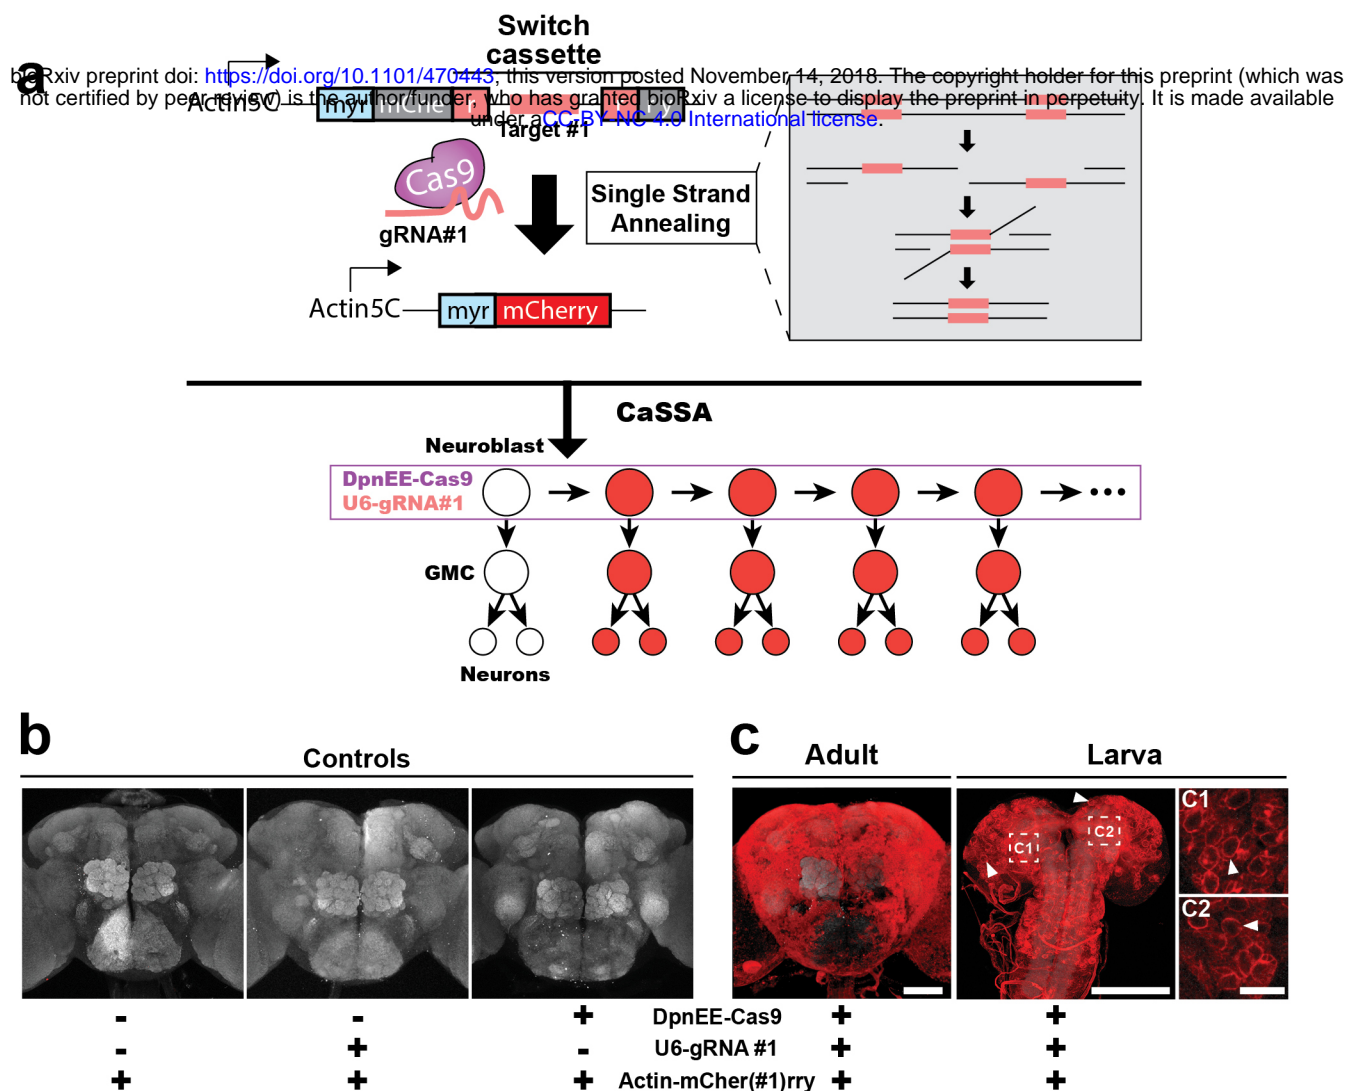 Switch
cassette
a
bioRxiv preprint doi: https://doi.org/10.1101/470443; this version posted November 14, 2018. The copyright holder for this preprint (which was
not certified by peer review) is the author/funder, who has granted bioRxiv a license to display the preprint in perpetuity. It is made available
under aCC-BY-NC 4.0 International license.
Actin5C myr mChe r r ry
Target #1
Cas9
gRNA#1
Single Strand
Annealing
Actin5C myr mCherry
CaSSA
Neuroblast
DpnEE-Cas9
U6-gRNA#1
•••
GMC
Neurons
b
Controls
c
Adult
Larva
C1
C2
C1
C2
- - + DpnEE-Cas9 + +
- + - U6-gRNA #1 + +
+ + + Actin-mCher(#1)rry + +